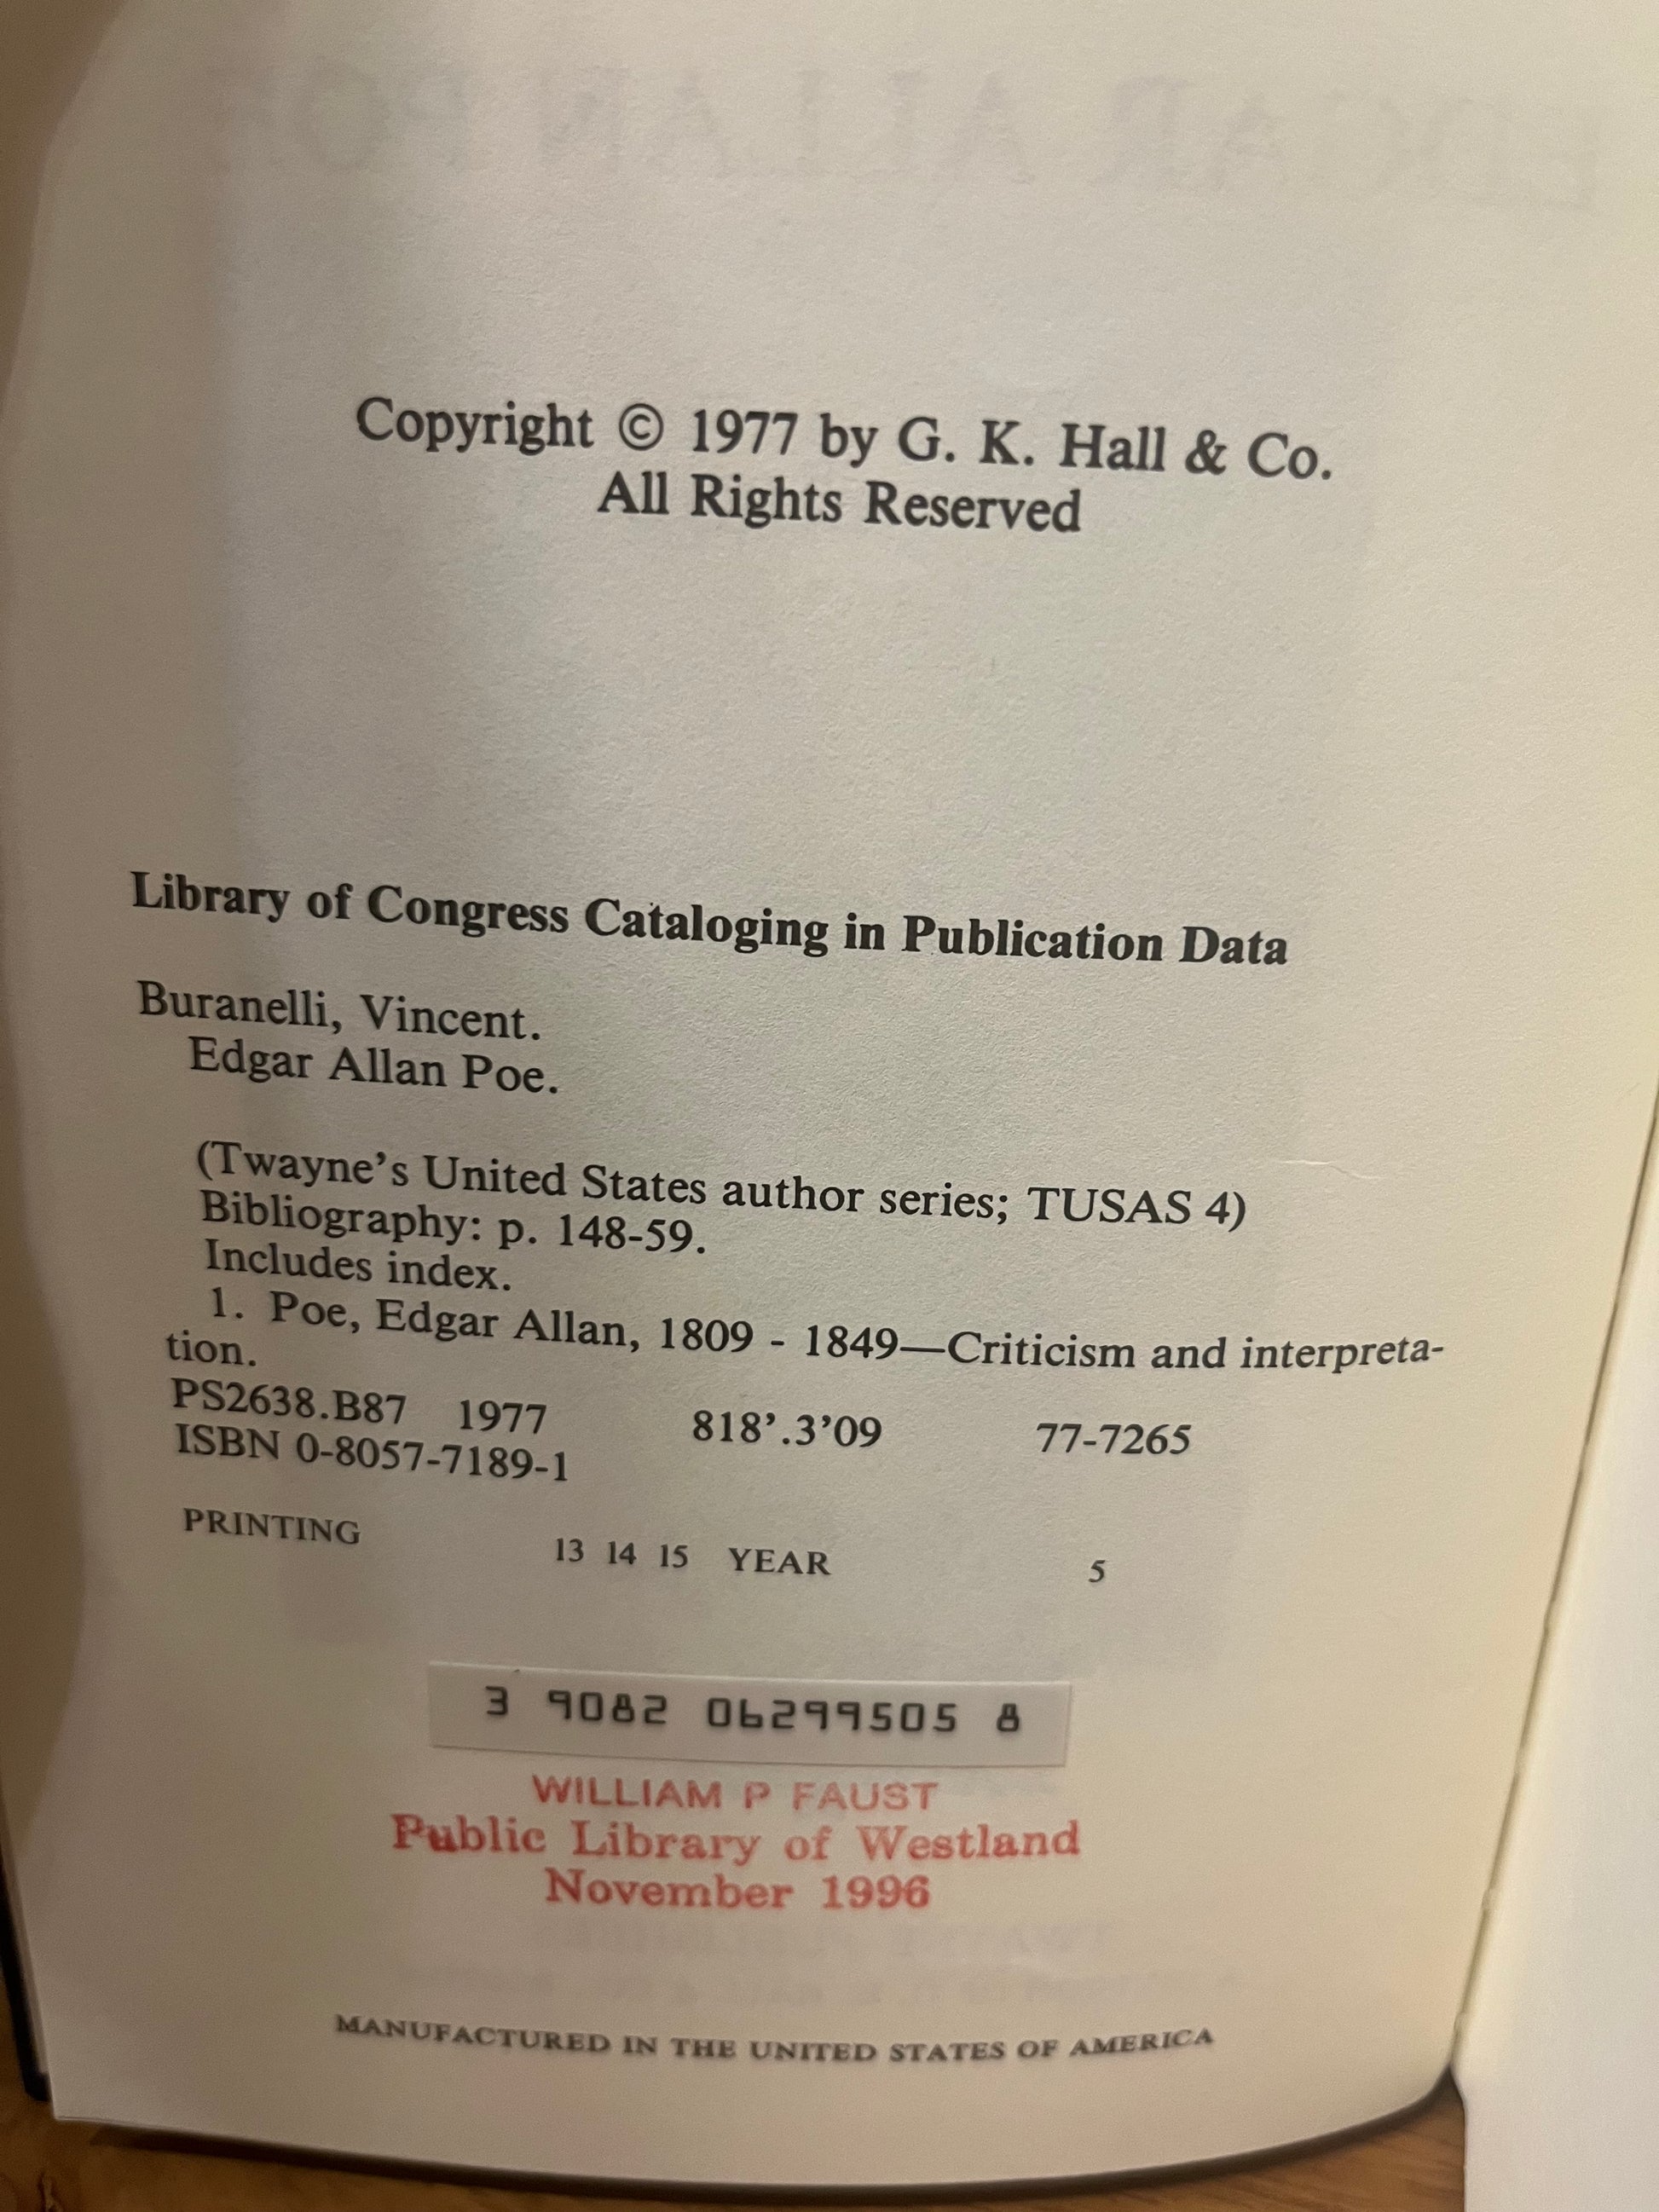 Copyright © 1977 by G. K. Hall & Co.
All Rights Reserved
Library of Congress Cataloging in Publication Data
Buranelli, Vincent.
Edgar Allan Poe.
(Twayne’s United States author series; TUSAS 4)
Bibliography: p. 148-59.
Includes index.
1. Poe, Edgar Allan, 1809 - 1849—Criticism and interpreta-
tion.
PS2638.B87 1977 818’.3’09 77-7265
ISBN 0-8057-7189-1
PRINTING 13 14 15 YEAR 5
3 9082 06299505 8
WILLIAM P FAUST
Public Library of Westland
November 1996
MANUFACTURED IN THE UNITED STATES OF AMERICA